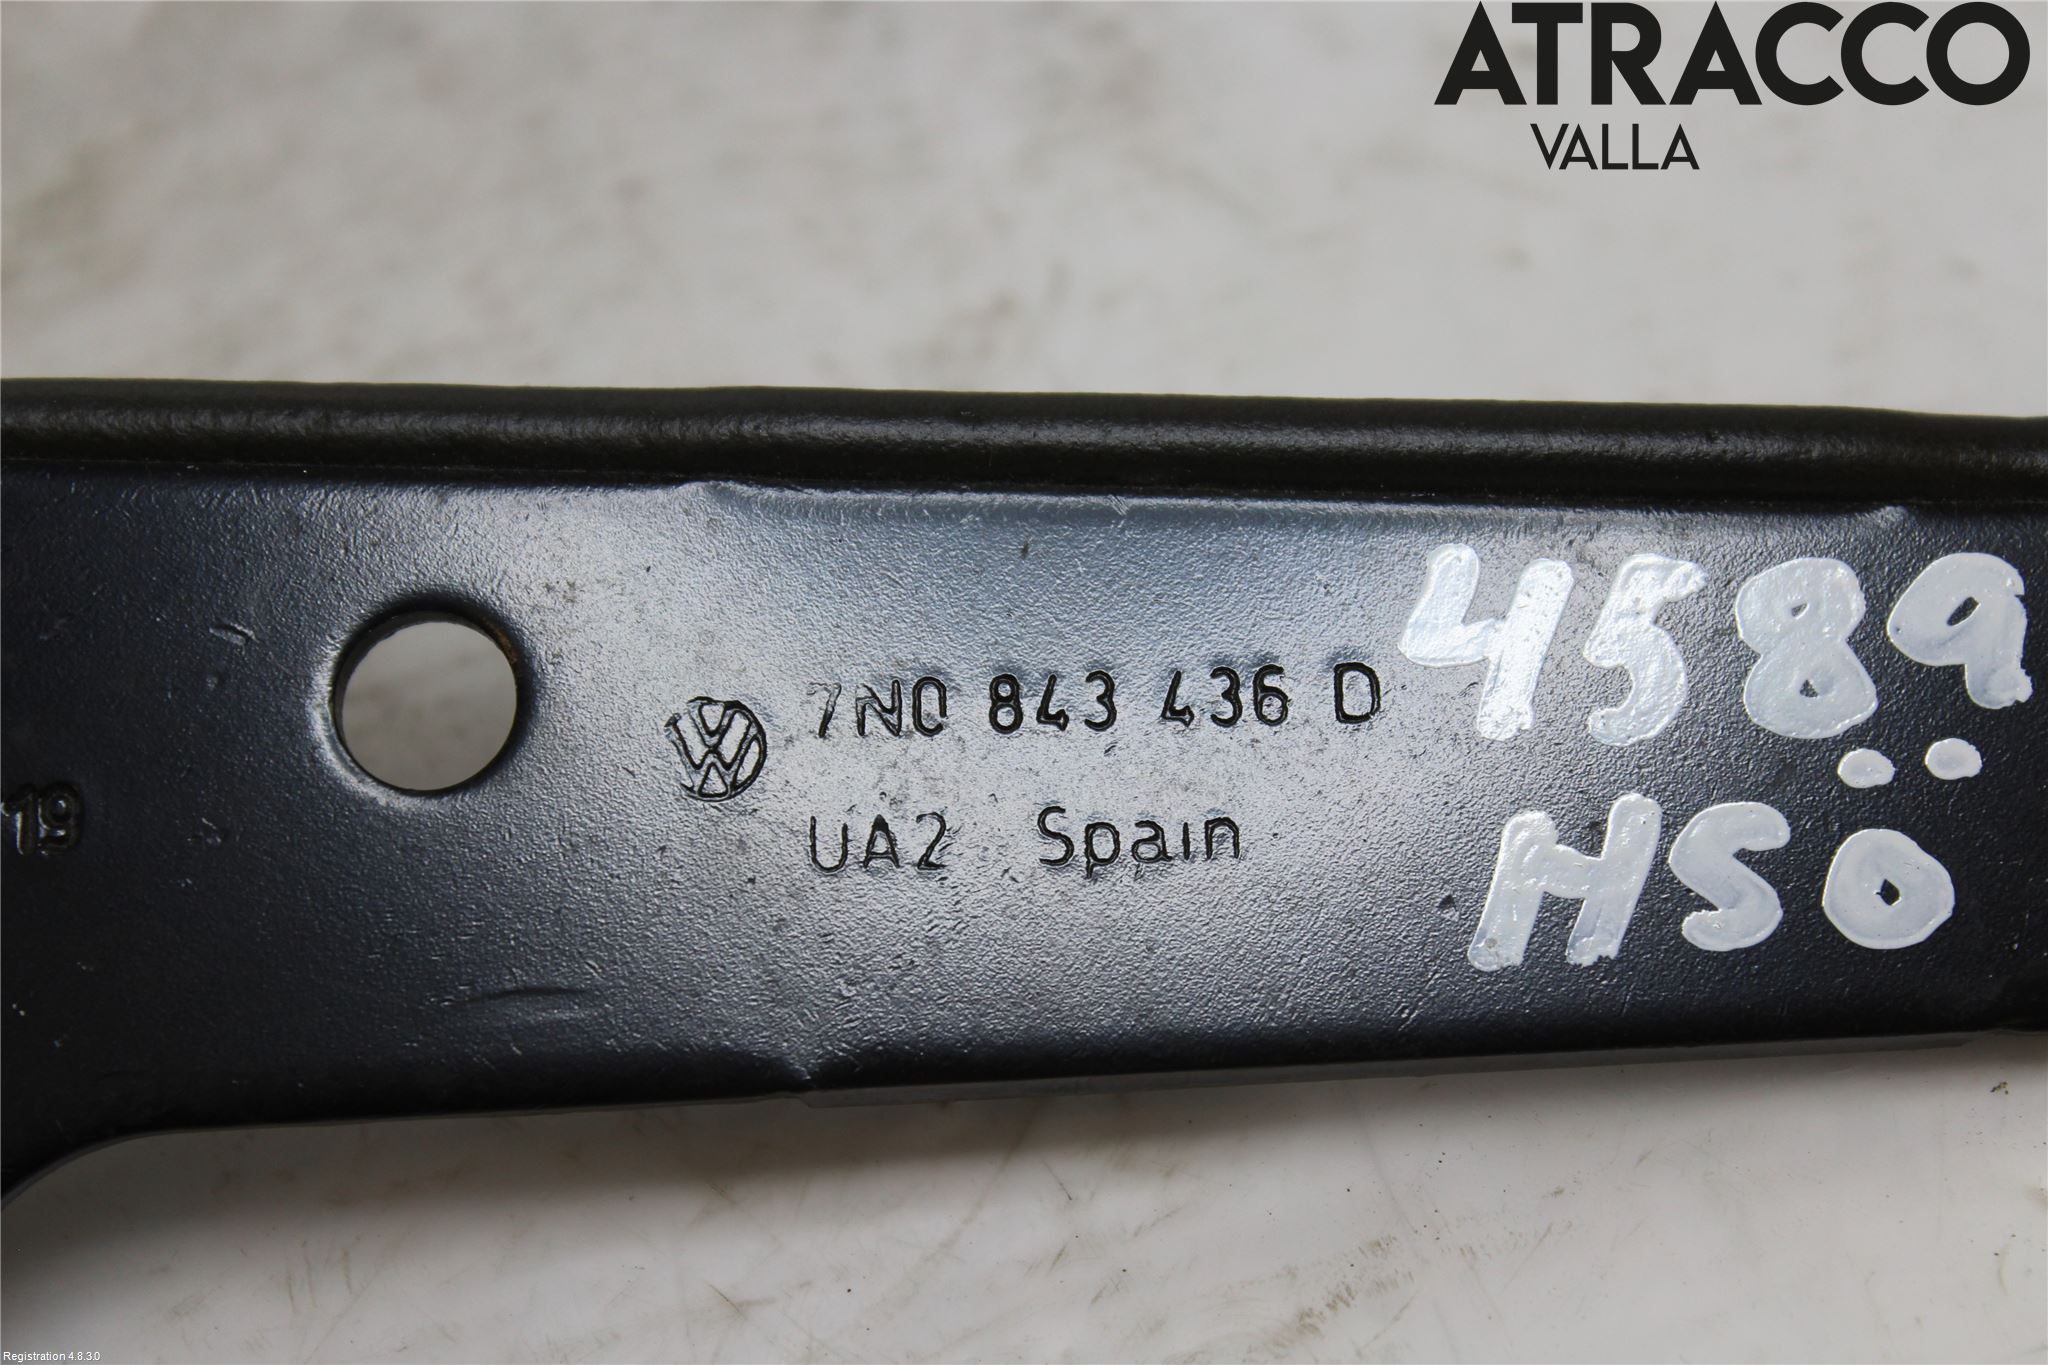 ATRACCO
VALLA
4589
7N0 843 436 D
HSÖ
UA2 Spain
19
Registration 4.8.3.0